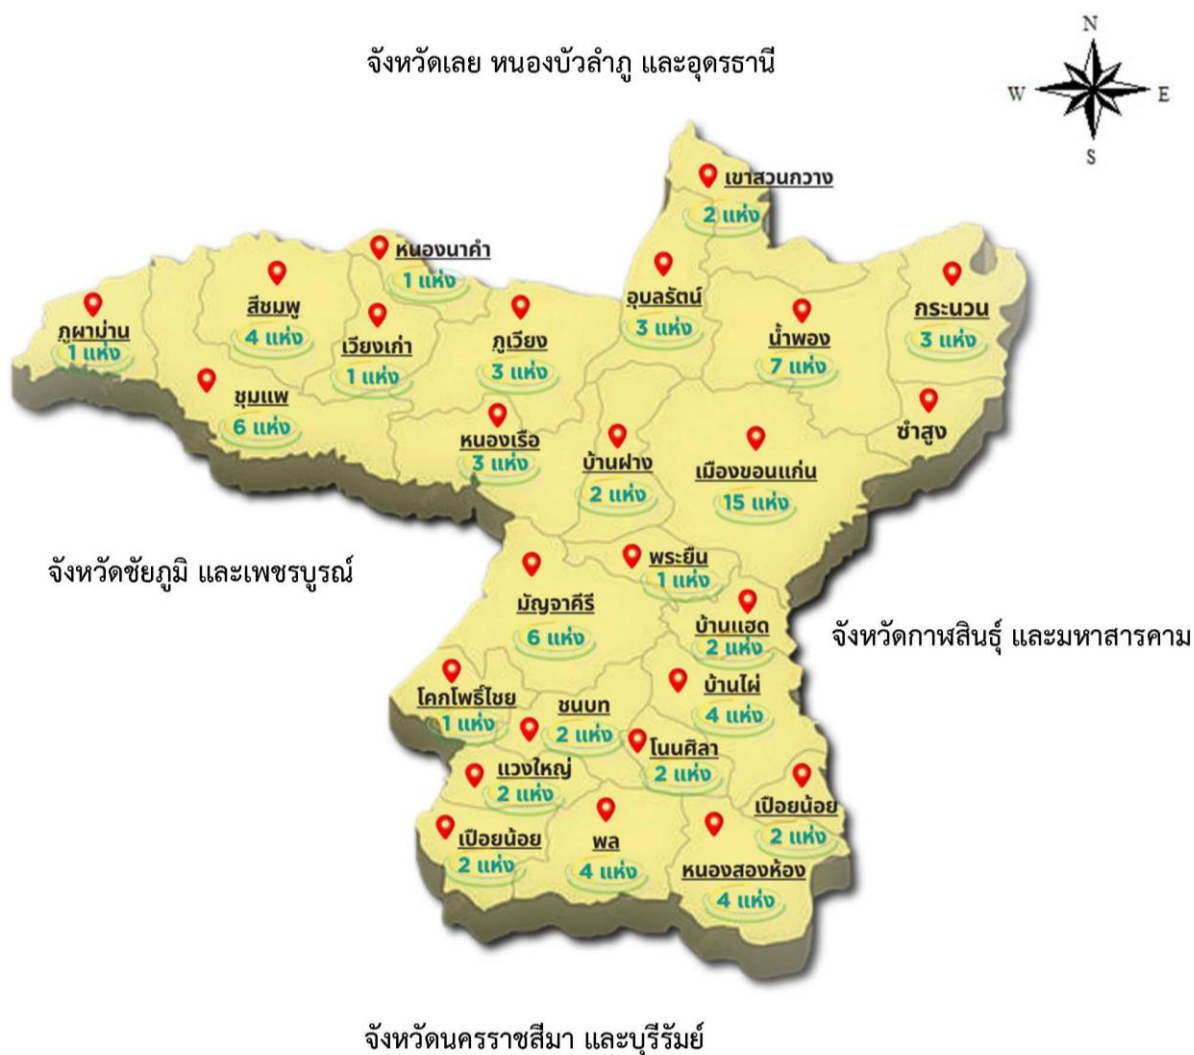 จังหวัดเลย หนองบัวลำภู และอุดรธานี
N
W
E
S
เขาสวนกวาง
2 แห่ง
หนองนาคำ
1 แห่ง
สีชมพู
4 แห่ง
ภูผาม่าน
1 แห่ง
เวียงเก่า
1 แห่ง
ภูเวียง
3 แห่ง
อุบลรัตน์
3 แห่ง
น้ำพอง
7 แห่ง
กระนวน
3 แห่ง
ชุมแพ
6 แห่ง
หนองเรือ
3 แห่ง
บ้านฝาง
2 แห่ง
เมืองขอนแก่น
15 แห่ง
ซำสูง
จังหวัดชัยภูมิ และเพชรบูรณ์
มัญจาคีรี
6 แห่ง
พระยืน
1 แห่ง
บ้านแฮด
2 แห่ง
จังหวัดกาฬสินธุ์ และมหาสารคาม
โคกโพธิ์ไชย
1 แห่ง
ชนบท
2 แห่ง
บ้านไผ่
4 แห่ง
แวงใหญ่
2 แห่ง
โนนศิลา
2 แห่ง
เปือยน้อย
2 แห่ง
เปือยน้อย
2 แห่ง
พล
4 แห่ง
หนองสองห้อง
4 แห่ง
จังหวัดนครราชสีมา และบุรีรัมย์